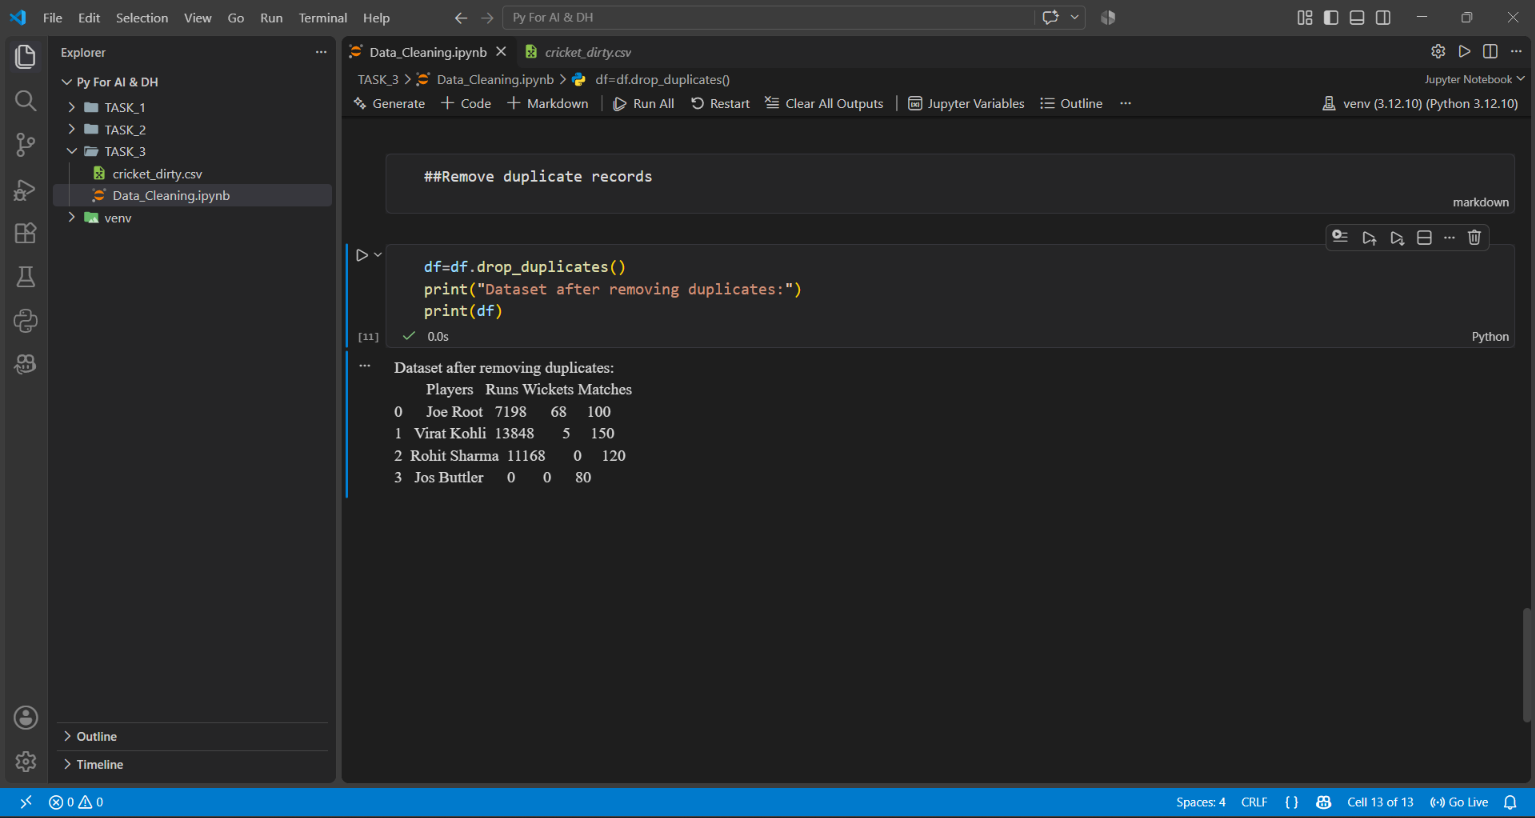 File Edit Selection View Go Run Terminal Help
Py For AI & DH
Explorer
Py For AI & DH
TASK_1
TASK_2
TASK_3
cricket_dirty.csv
Data_Cleaning.ipynb
venv
Outline
Timeline
Data_Cleaning.ipynb cricket_dirty.csv
TASK_3 > Data_Cleaning.ipynb > df=df.drop_duplicates()
Jupyter Notebook
Generate + Code + Markdown Run All Restart Clear All Outputs Jupyter Variables Outline ...
venv (3.12.10) (Python 3.12.10)
##Remove duplicate records
markdown
df=df.drop_duplicates()
print("Dataset after removing duplicates:")
print(df)
[11] 0.0s
Python
Dataset after removing duplicates:
Players Runs Wickets Matches
0 Joe Root 7198 68 100
1 Virat Kohli 13848 5 150
2 Rohit Sharma 11168 0 120
3 Jos Buttler 0 0 80
0 0
Spaces: 4 CRLF { } Cell 13 of 13 Go Live